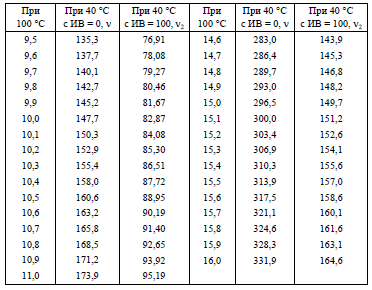 При 100 °С При 40 °С с ИВ = 0, ν При 40 °С с ИВ = 100, ν₂ При 100 °С При 40 °С с ИВ = 0, ν При 40 °С с ИВ = 100, ν₂
9,5 135,3 76,91 14,6 283,0 143,9
9,6 137,7 78,08 14,7 286,4 145,3
9,7 140,1 79,27 14,8 289,7 146,8
9,8 142,7 80,46 14,9 293,0 148,2
9,9 145,2 81,67 15,0 296,5 149,7
10,0 147,7 82,87 15,1 300,0 151,2
10,1 150,3 84,08 15,2 303,4 152,6
10,2 152,9 85,30 15,3 306,9 154,1
10,3 155,4 86,51 15,4 310,3 155,6
10,4 158,0 87,72 15,5 313,9 157,0
10,5 160,6 88,95 15,6 317,5 158,6
10,6 163,2 90,19 15,7 321,1 160,1
10,7 165,8 91,40 15,8 324,6 161,6
10,8 168,5 92,65 15,9 328,3 163,1
10,9 171,2 93,92 16,0 331,9 164,6
11,0 173,9 95,19